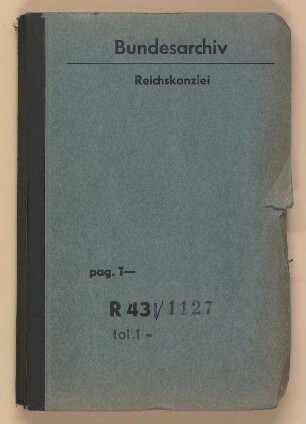 Bundesarchiv
Reichskanzlei
pag. 1—
R 43 I/1127
fol. 1 -